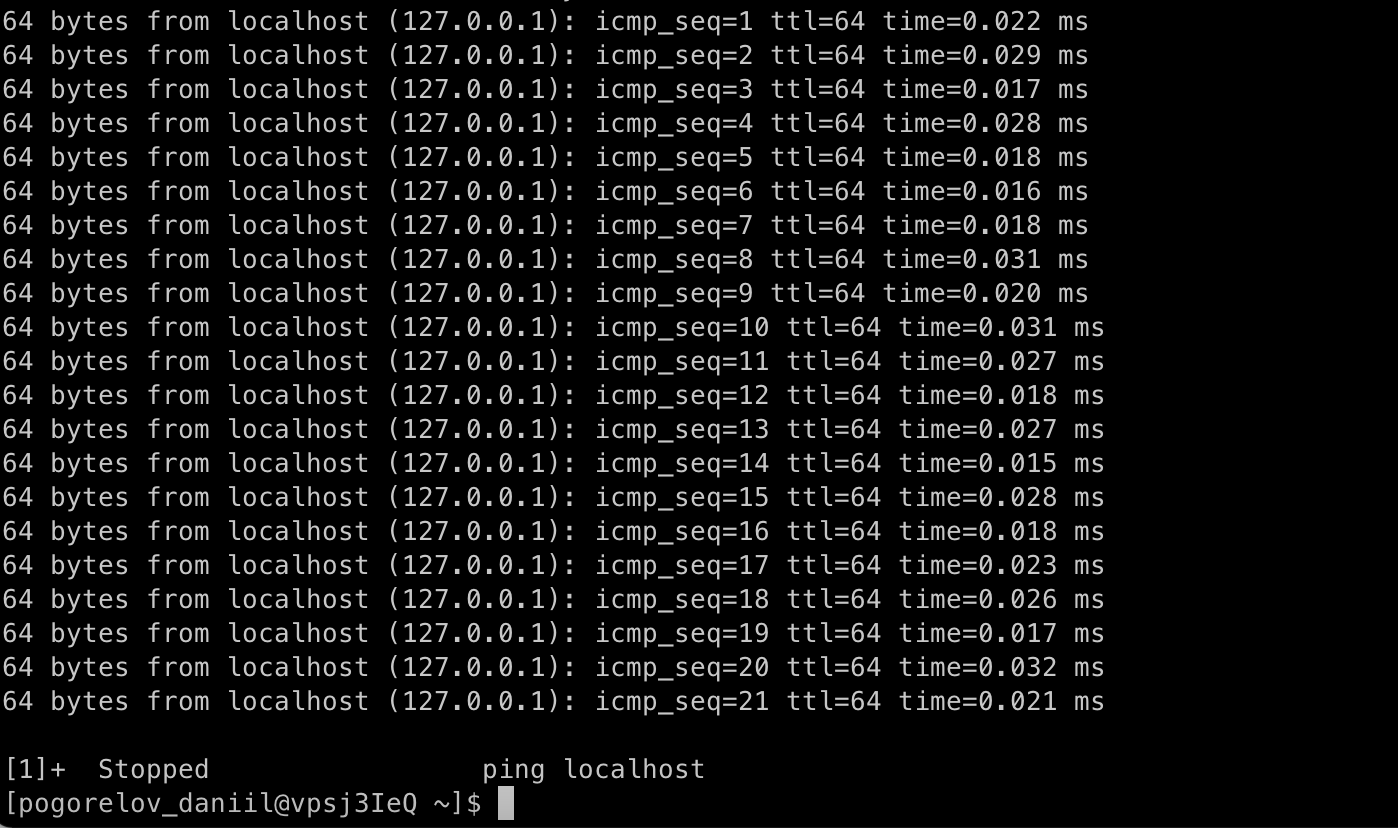 64 bytes from localhost (127.0.0.1): icmp_seq=1 ttl=64 time=0.022 ms
64 bytes from localhost (127.0.0.1): icmp_seq=2 ttl=64 time=0.029 ms
64 bytes from localhost (127.0.0.1): icmp_seq=3 ttl=64 time=0.017 ms
64 bytes from localhost (127.0.0.1): icmp_seq=4 ttl=64 time=0.028 ms
64 bytes from localhost (127.0.0.1): icmp_seq=5 ttl=64 time=0.018 ms
64 bytes from localhost (127.0.0.1): icmp_seq=6 ttl=64 time=0.016 ms
64 bytes from localhost (127.0.0.1): icmp_seq=7 ttl=64 time=0.018 ms
64 bytes from localhost (127.0.0.1): icmp_seq=8 ttl=64 time=0.031 ms
64 bytes from localhost (127.0.0.1): icmp_seq=9 ttl=64 time=0.020 ms
64 bytes from localhost (127.0.0.1): icmp_seq=10 ttl=64 time=0.031 ms
64 bytes from localhost (127.0.0.1): icmp_seq=11 ttl=64 time=0.027 ms
64 bytes from localhost (127.0.0.1): icmp_seq=12 ttl=64 time=0.018 ms
64 bytes from localhost (127.0.0.1): icmp_seq=13 ttl=64 time=0.027 ms
64 bytes from localhost (127.0.0.1): icmp_seq=14 ttl=64 time=0.015 ms
64 bytes from localhost (127.0.0.1): icmp_seq=15 ttl=64 time=0.028 ms
64 bytes from localhost (127.0.0.1): icmp_seq=16 ttl=64 time=0.018 ms
64 bytes from localhost (127.0.0.1): icmp_seq=17 ttl=64 time=0.023 ms
64 bytes from localhost (127.0.0.1): icmp_seq=18 ttl=64 time=0.026 ms
64 bytes from localhost (127.0.0.1): icmp_seq=19 ttl=64 time=0.017 ms
64 bytes from localhost (127.0.0.1): icmp_seq=20 ttl=64 time=0.032 ms
64 bytes from localhost (127.0.0.1): icmp_seq=21 ttl=64 time=0.021 ms
[1]+  Stopped                 ping localhost
[pogorelov_daniil@vpsj3IeQ ~]$